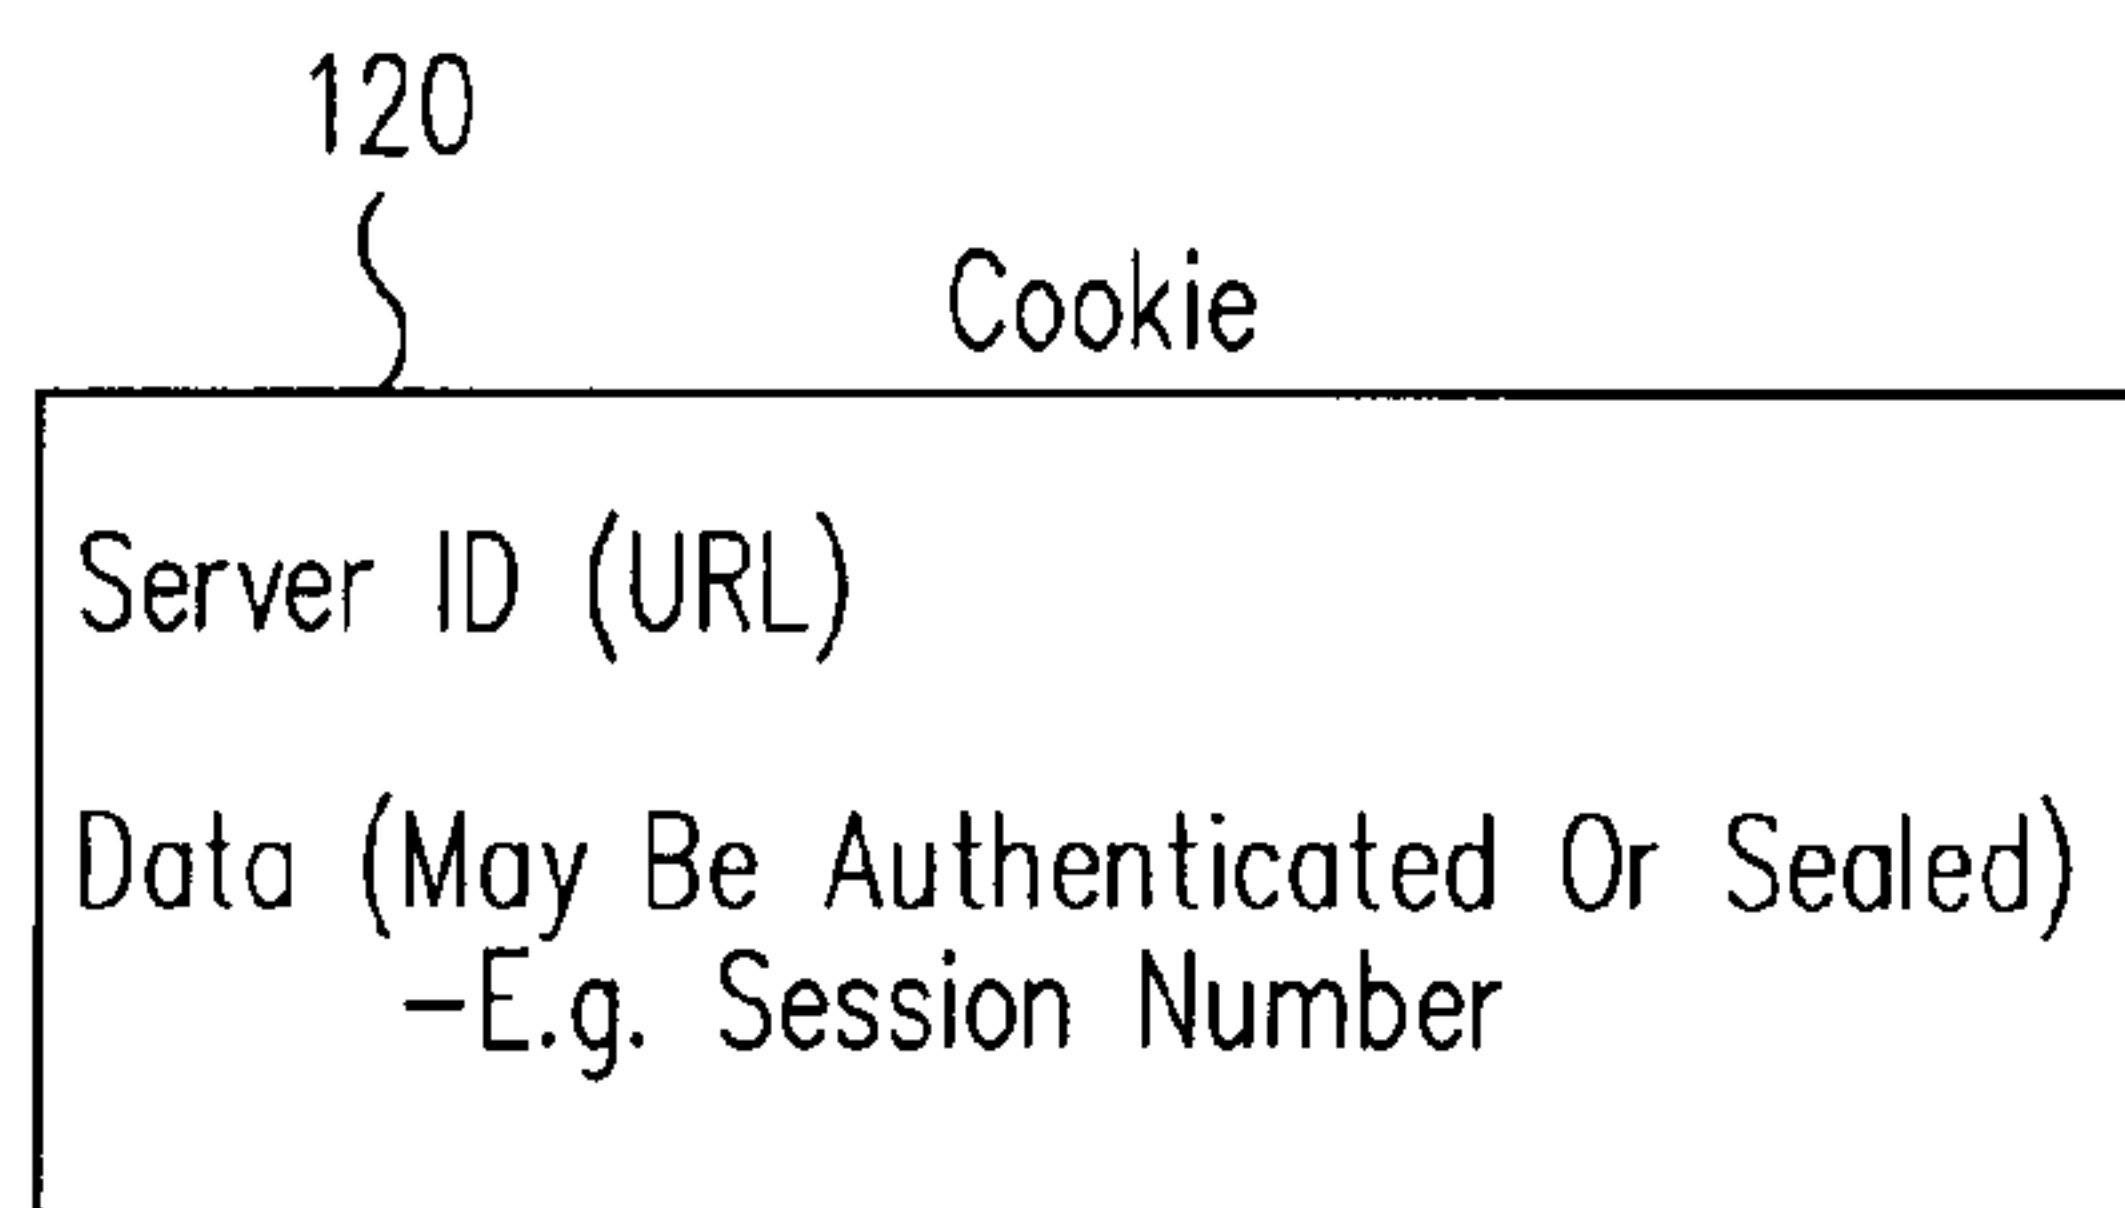 120
Cookie
Server ID (URL)
Data (May Be Authenticated Or Sealed)
-E.g. Session Number